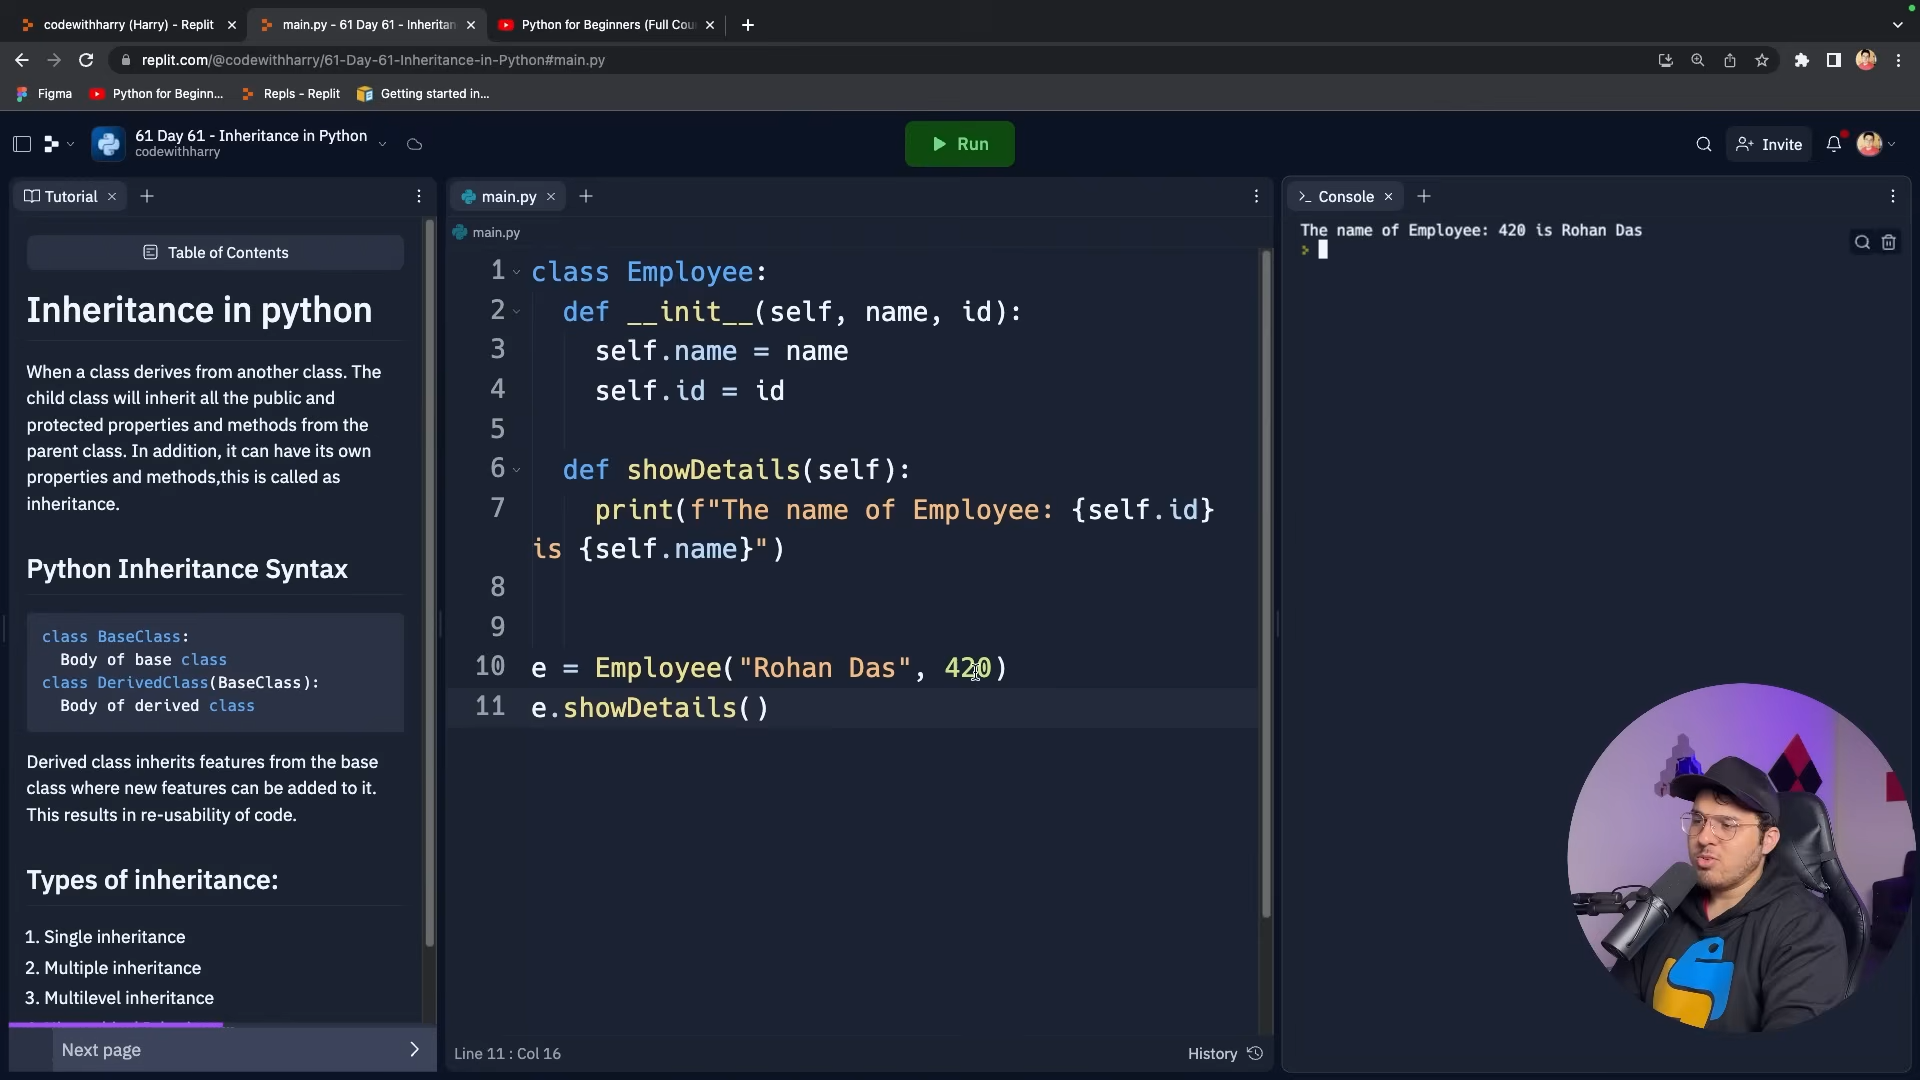 codewithharry (Harry) - Replit
main.py - 61 Day 61 - Inheritan
Python for Beginners (Full Cou
replit.com/@codewithharry/61-Day-61-Inheritance-in-Python#main.py
Figma
Python for Beginn...
Repls - Replit
Getting started in...
61 Day 61 - Inheritance in Python
codewithharry
Run
Invite
Tutorial
Table of Contents
Inheritance in python
When a class derives from another class. The
child class will inherit all the public and
protected properties and methods from the
parent class. In addition, it can have its own
properties and methods,this is called as
inheritance.
Python Inheritance Syntax
class BaseClass:
  Body of base class
class DerivedClass(BaseClass):
  Body of derived class
Derived class inherits features from the base
class where new features can be added to it.
This results in re-usability of code.
Types of inheritance:
1. Single inheritance
2. Multiple inheritance
3. Multilevel inheritance
Next page
main.py
main.py
1 class Employee:
2   def __init__(self, name, id):
3     self.name = name
4     self.id = id
5
6   def showDetails(self):
7     print(f"The name of Employee: {self.id}
is {self.name}")
8
9
10 e = Employee("Rohan Das", 420)
11 e.showDetails()
Line 11 : Col 16
History
Console
The name of Employee: 420 is Rohan Das